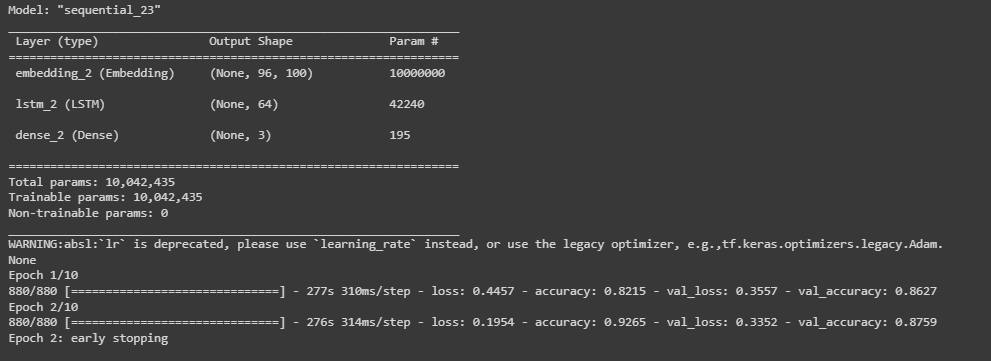 Model: "sequential_23"
_________________________________________________________________
Layer (type) Output Shape Param #
=================================================================
embedding_2 (Embedding) (None, 96, 100) 10000000
lstm_2 (LSTM) (None, 64) 42240
dense_2 (Dense) (None, 3) 195
=================================================================
Total params: 10,042,435
Trainable params: 10,042,435
Non-trainable params: 0
_________________________________________________________________
WARNING:absl:`lr` is deprecated, please use `learning_rate` instead, or use the legacy optimizer, e.g.,tf.keras.optimizers.legacy.Adam.
None
Epoch 1/10
880/880 [==============================] - 277s 310ms/step - loss: 0.4457 - accuracy: 0.8215 - val_loss: 0.3557 - val_accuracy: 0.8627
Epoch 2/10
880/880 [==============================] - 276s 314ms/step - loss: 0.1954 - accuracy: 0.9265 - val_loss: 0.3352 - val_accuracy: 0.8759
Epoch 2: early stopping